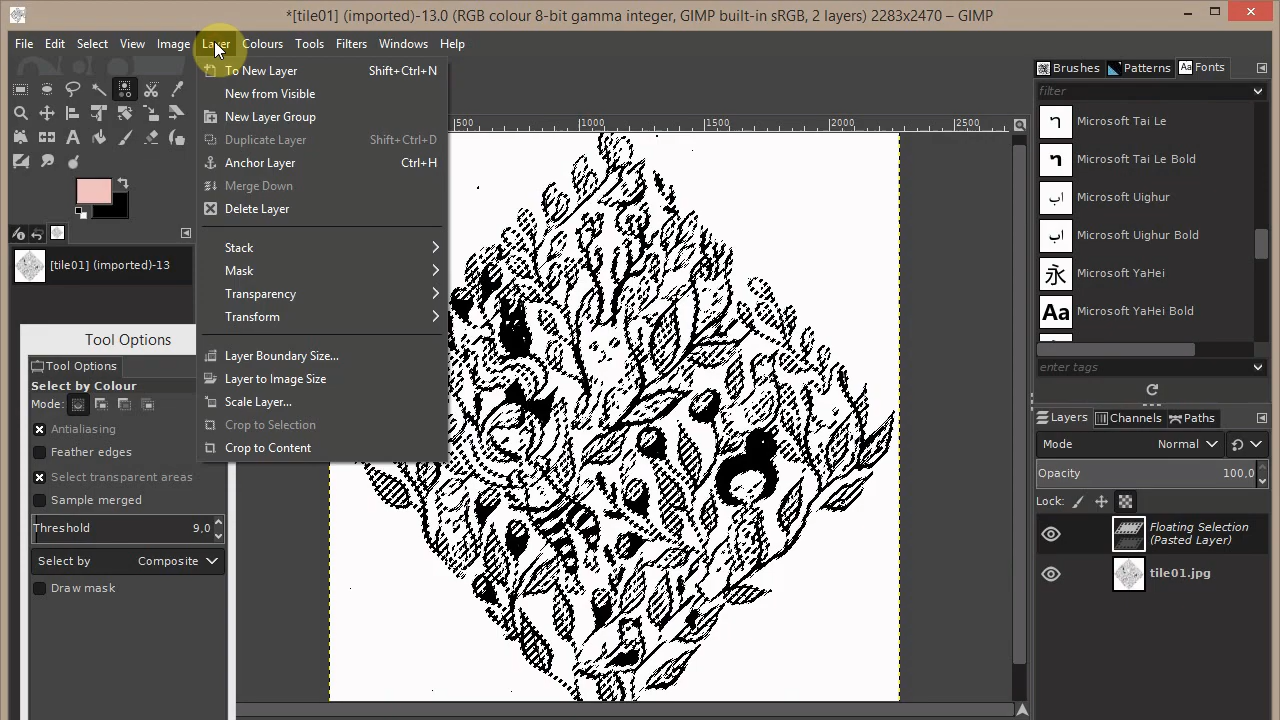 *[tile01] (imported)-13.0 (RGB colour 8-bit gamma integer, GIMP built-in sRGB, 2 layers) 2283x2470 – GIMP
File Edit Select View Image Layer Colours Tools Filters Windows Help
To New Layer Shift+Ctrl+N
New from Visible
New Layer Group
Duplicate Layer Shift+Ctrl+D
Anchor Layer Ctrl+H
Merge Down
Delete Layer
Stack
Mask
Transparency
Transform
Layer Boundary Size...
Layer to Image Size
Scale Layer...
Crop to Selection
Crop to Content
500 1000 1500 2000 2500
[tile01] (imported)-13
Tool Options
Tool Options
Select by Colour
Mode:
Antialiasing
Feather edges
Select transparent areas
Sample merged
Threshold 9,0
Select by Composite
Draw mask
Brushes Patterns Aa Fonts
filter
Microsoft Tai Le
Microsoft Tai Le Bold
Microsoft Uighur
Microsoft Uighur Bold
永 Microsoft YaHei
Aa Microsoft YaHei Bold
enter tags
Layers Channels Paths
Mode Normal
Opacity 100,0
Lock:
Floating Selection
(Pasted Layer)
tile01.jpg